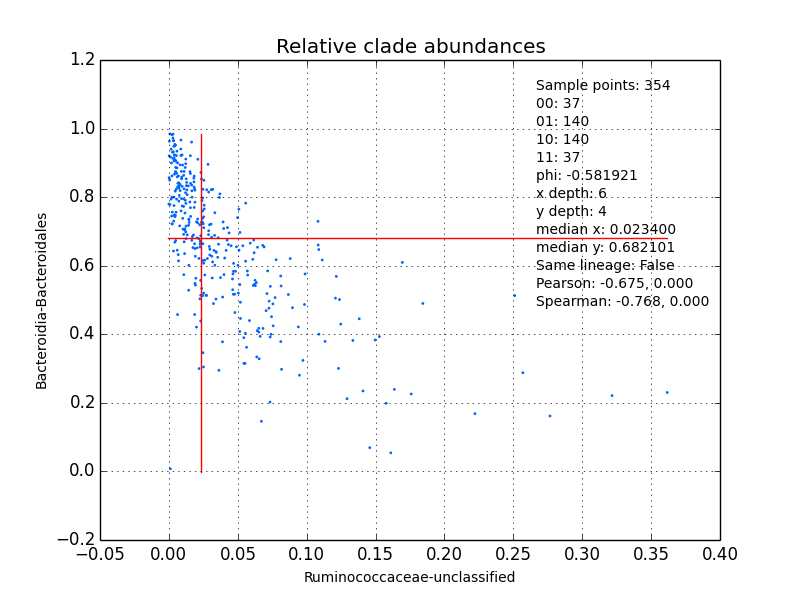 Relative clade abundances
1.2
1.0
0.8
0.6
0.4
0.2
0.0
−0.2
Bacteroidia-Bacteroidales
Sample points: 354
00: 37
01: 140
10: 140
11: 37
phi: -0.581921
x depth: 6
y depth: 4
median x: 0.023400
median y: 0.682101
Same lineage: False
Pearson: -0.675, 0.000
Spearman: -0.768, 0.000
−0.05 0.00 0.05 0.10 0.15 0.20 0.25 0.30 0.35 0.40
Ruminococcaceae-unclassified